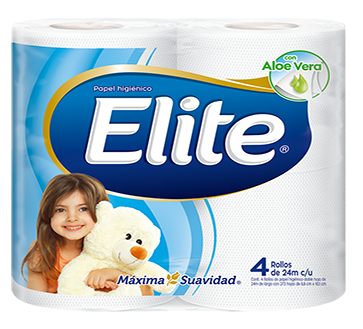 con
Aloe Vera
Papel higiénico
Elite®
Máxima Suavidad®
4 Rollos
de 24m c/u